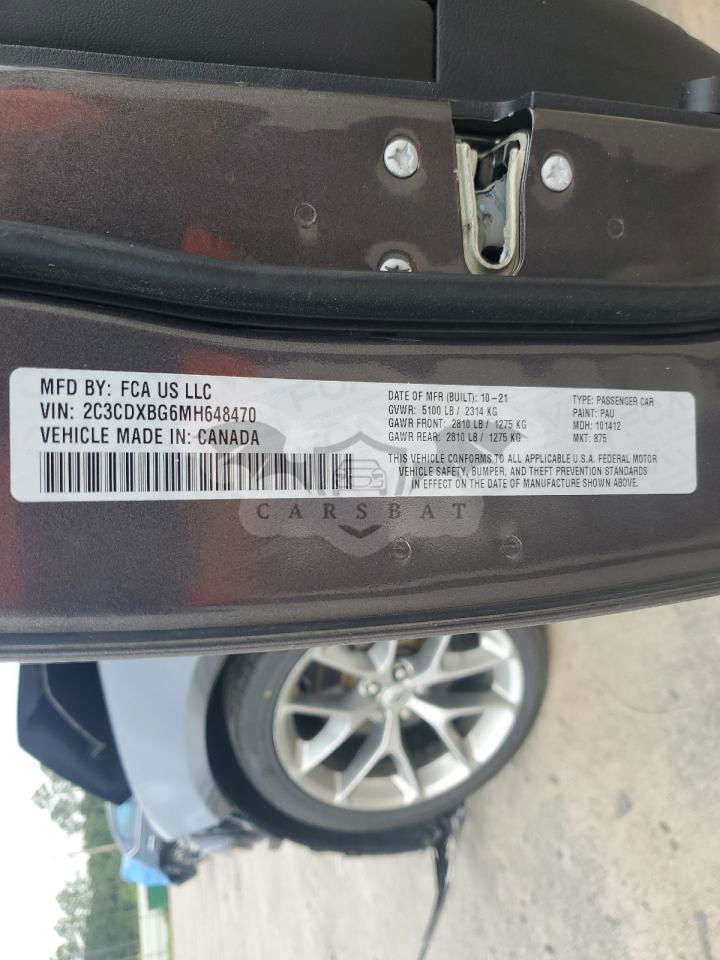 MFD BY: FCA US LLC
VIN: 2C3CDXBG6MH648470
VEHICLE MADE IN: CANADA
DATE OF MFR (BUILT): 10-21
GVWR: 5100 LB / 2314 KG
GAWR FRONT: 2810 LB / 1275 KG
GAWR REAR: 2810 LB / 1275 KG
TYPE: PASSENGER CAR
PAINT: PAU
MDH: 101412
MKT: 875
THIS VEHICLE CONFORMS TO ALL APPLICABLE U.S.A. FEDERAL MOTOR
VEHICLE SAFETY, BUMPER, AND THEFT PREVENTION STANDARDS
IN EFFECT ON THE DATE OF MANUFACTURE SHOWN ABOVE.
CARSBAT